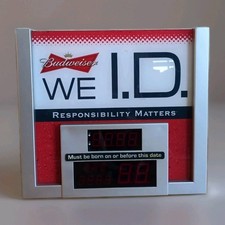 Budweiser
WE I.D.
RESPONSIBILITY MATTERS
Must be born on or before this date